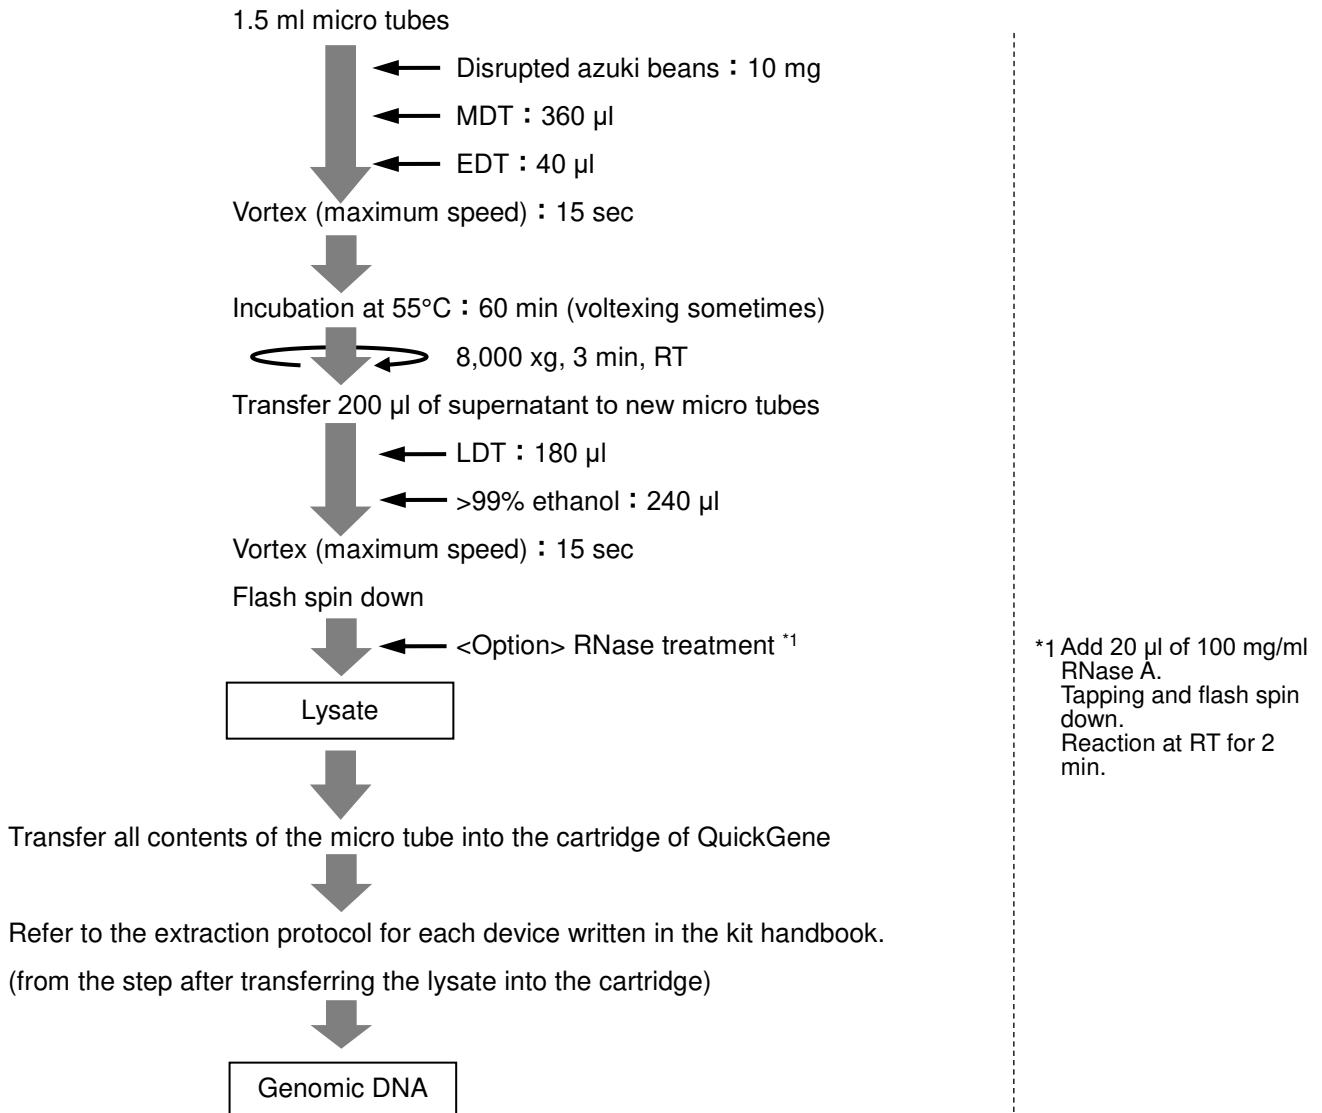 1.5 ml micro tubes
Disrupted azuki beans：10 mg
MDT：360 µl
EDT：40 µl
Vortex (maximum speed)：15 sec
Incubation at 55°C：60 min (voltexing sometimes)
8,000 xg, 3 min, RT
Transfer 200 µl of supernatant to new micro tubes
LDT：180 µl
>99% ethanol：240 µl
Vortex (maximum speed)：15 sec
Flash spin down
<Option> RNase treatment *1
Lysate
Transfer all contents of the micro tube into the cartridge of QuickGene
Refer to the extraction protocol for each device written in the kit handbook.
(from the step after transferring the lysate into the cartridge)
Genomic DNA
*1 Add 20 µl of 100 mg/ml
RNase A.
Tapping and flash spin
down.
Reaction at RT for 2
min.